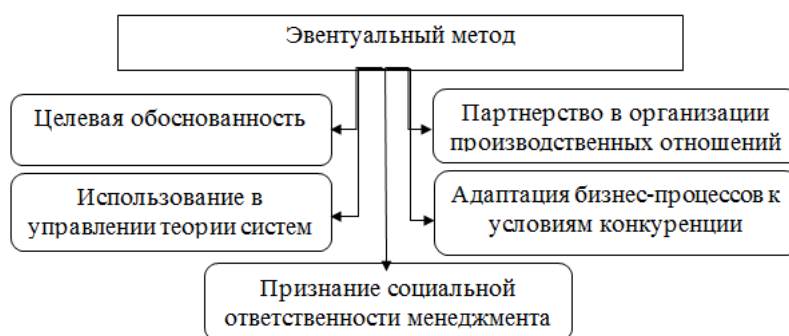 Эвентуальный метод
Целевая обоснованность
Партнерство в организации
производственных отношений
Использование в
управлении теории систем
Адаптация бизнес-процессов к
условиям конкуренции
Признание социальной
ответственности менеджмента